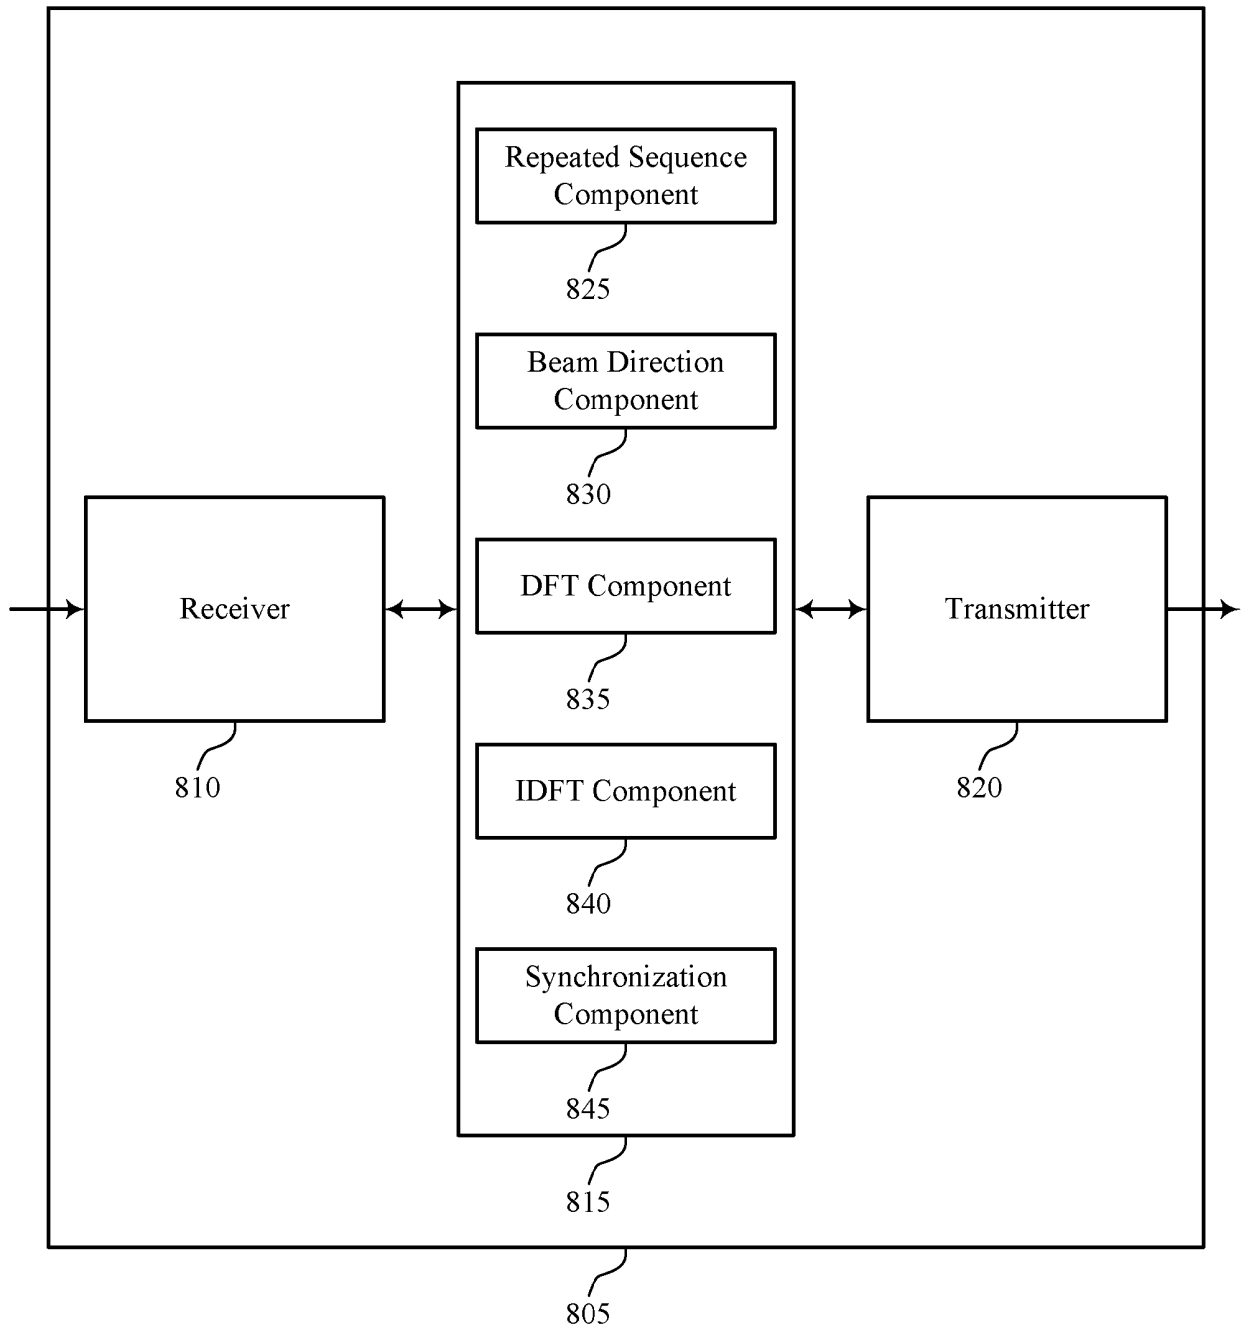 Repeated Sequence
Component
825
Beam Direction
Component
830
Receiver
810
DFT Component
835
Transmitter
820
IDFT Component
840
Synchronization
Component
845
815
805